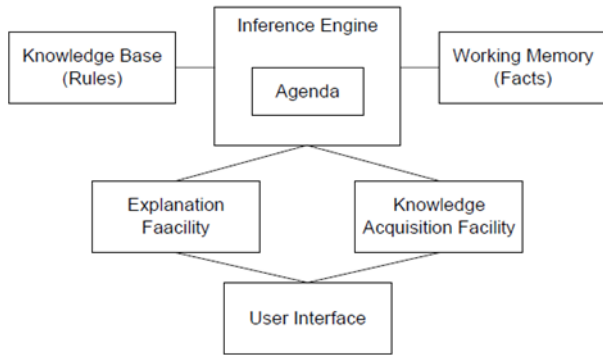 Inference Engine
Knowledge Base
(Rules)
Agenda
Working Memory
(Facts)
Explanation
Faacility
Knowledge
Acquisition Facility
User Interface